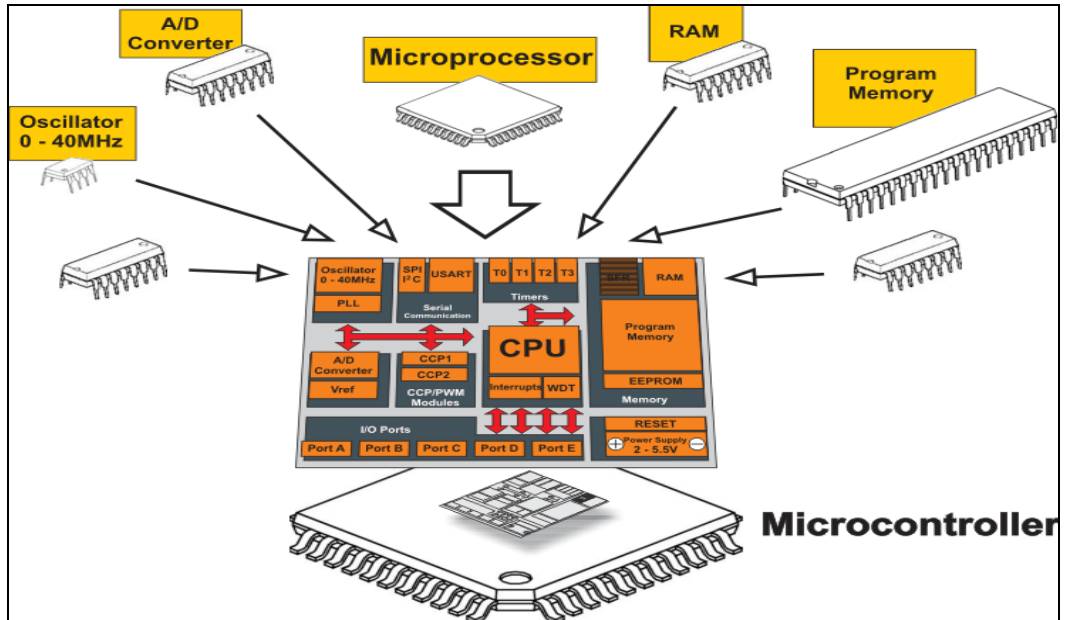 A/D
Converter
Microprocessor
RAM
Program
Memory
Oscillator
0 - 40MHz
Oscillator
0 - 40MHz
PLL
SPI
I²C
USART
Serial
Communication
T0 T1 T2 T3
Timers
SFR
RAM
Program
Memory
EEPROM
Memory
A/D
Converter
Vref
CCP1
CCP2
CCP/PWM
Modules
CPU
Interrupts WDT
I/O Ports
Port A Port B Port C Port D Port E
RESET
Power Supply
+ 2 - 5.5V −
Microcontroller